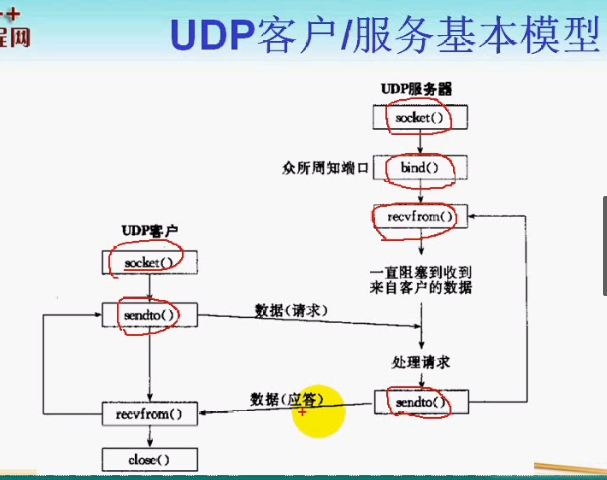 ++
程网
UDP客户/服务基本模型
UDP服务器
socket()
众所周知端口
bind()
recvfrom()
一直阻塞到收到
来自客户的数据
UDP客户
socket()
sendto()
数据(请求)
处理请求
数据(应答)
sendto()
recvfrom()
close()